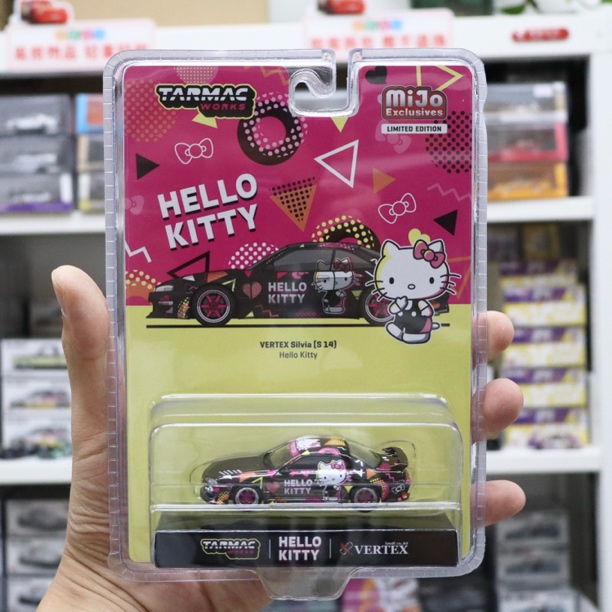 TARMAC
WORKS
MiJo
Exclusives
LIMITED EDITION
HELLO
KITTY
HELLO
KITTY
VERTEX Silvia (S 14)
Hello Kitty
HELLO
KITTY
TARMAC
WORKS
HELLO
KITTY
VERTEX